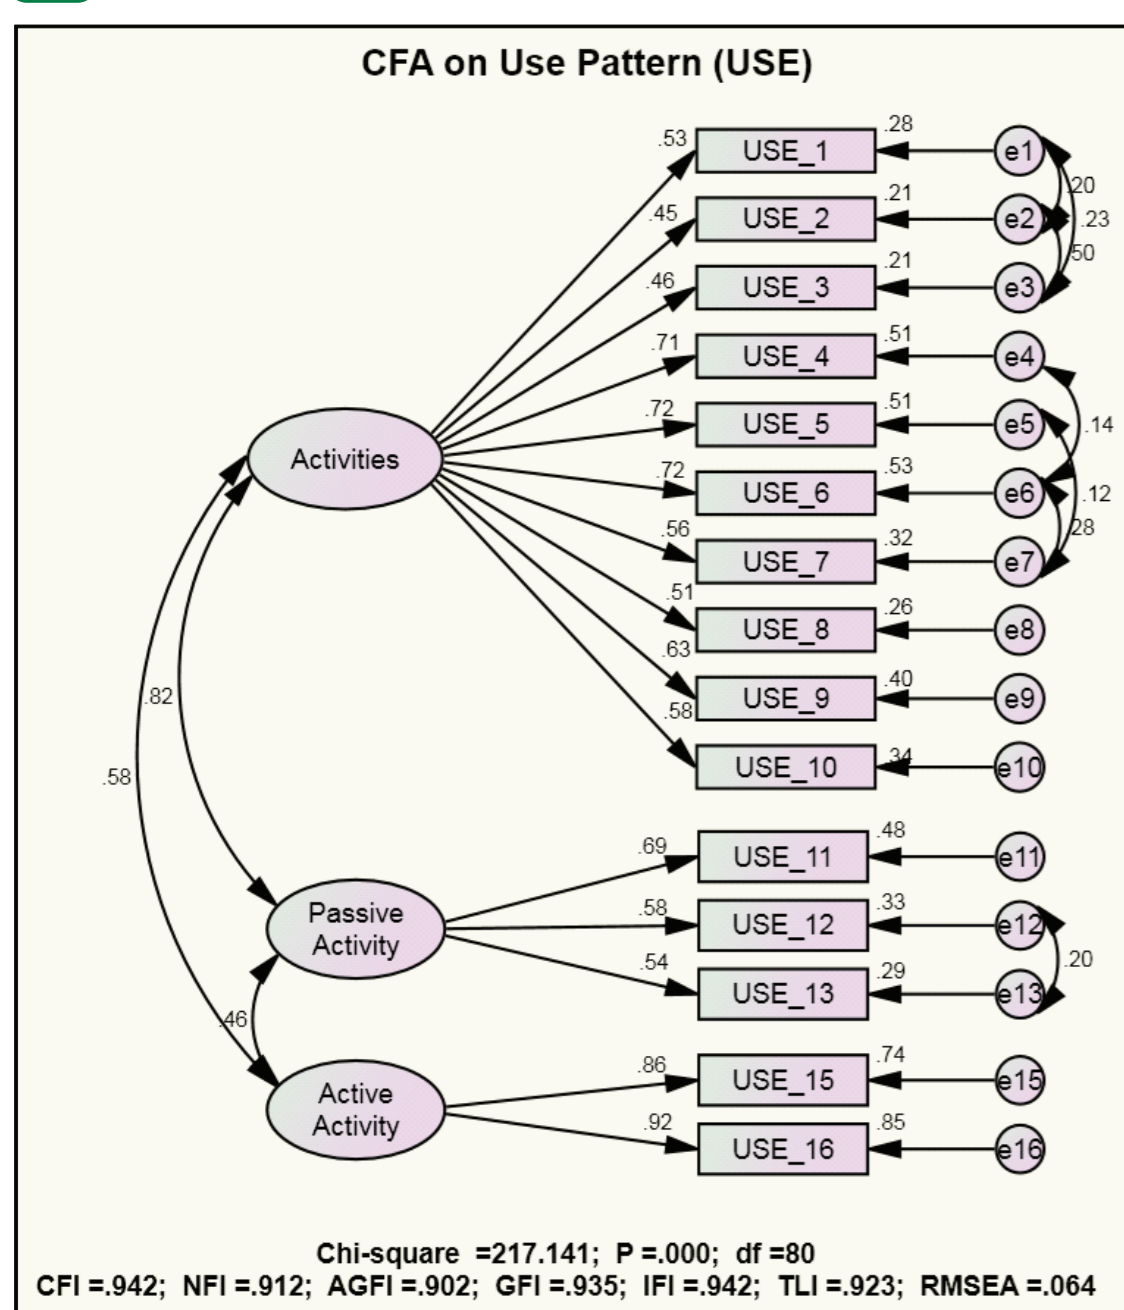 CFA on Use Pattern (USE)
.53 USE_1 .28 e1
.20
.45 USE_2 .21 e2 .23
50
.46 USE_3 .21 e3
.71 USE_4 .51 e4
.72 USE_5 .51 e5 .14
.72 USE_6 .53 e6 .12
28
.56 USE_7 .32 e7
.51 USE_8 .26 e8
.63 USE_9 .40 e9
.58 USE_10 .34 e10
Activities
.82
.58
.69 USE_11 .48 e11
Passive
Activity
.58 USE_12 .33 e12
.20
.54 USE_13 .29 e13
.46
Active
Activity
.86 USE_15 .74 e15
.92 USE_16 .85 e16
Chi-square =217.141; P =.000; df =80
CFI =.942; NFI =.912; AGFI =.902; GFI =.935; IFI =.942; TLI =.923; RMSEA =.064